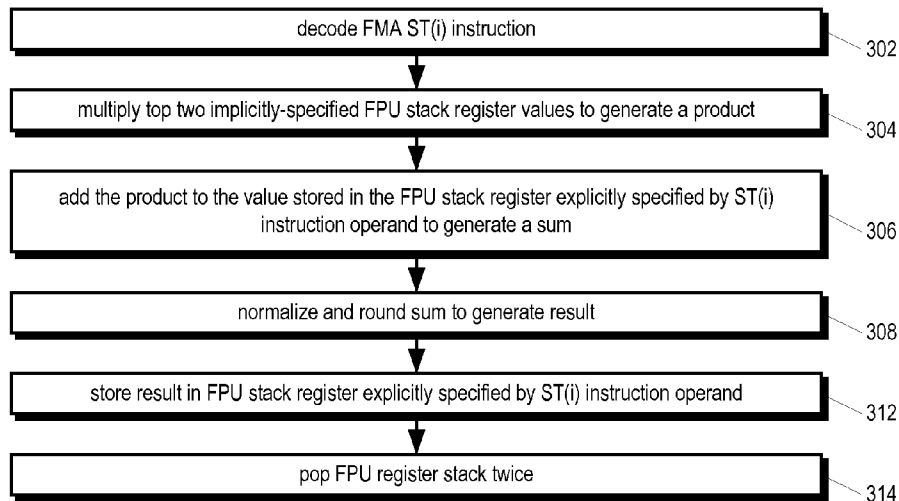 decode FMA ST(i) instruction
302
multiply top two implicitly-specified FPU stack register values to generate a product
304
add the product to the value stored in the FPU stack register explicitly specified by ST(i)
instruction operand to generate a sum
306
normalize and round sum to generate result
308
store result in FPU stack register explicitly specified by ST(i) instruction operand
312
pop FPU register stack twice
314